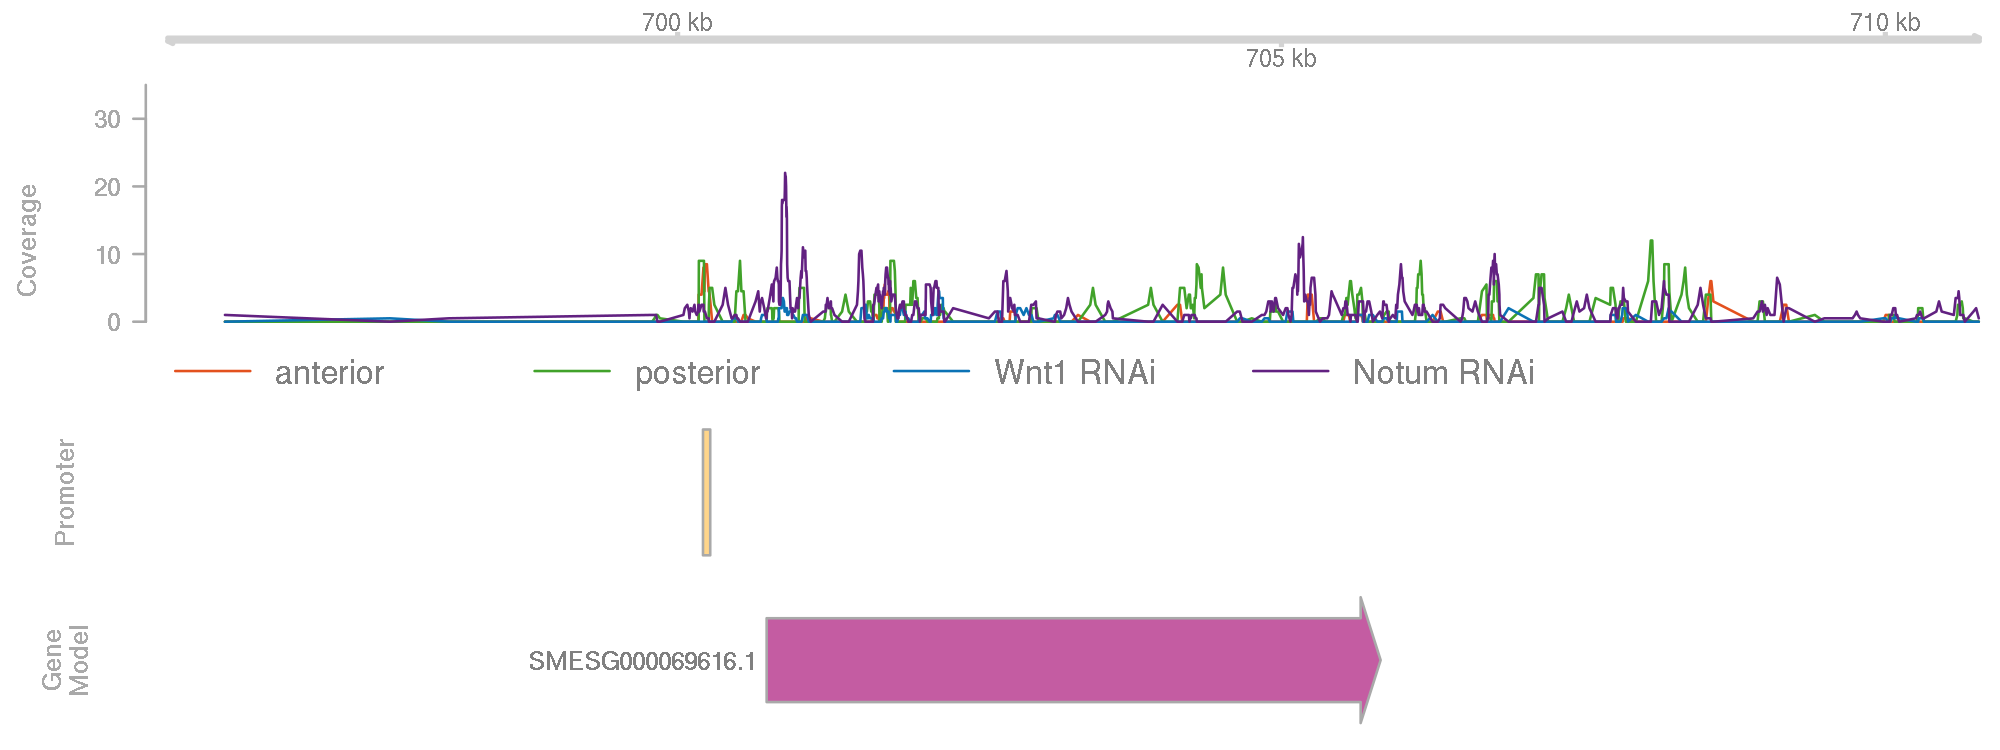 700 kb
710 kb
705 kb
Coverage
30
20
10
0
anterior posterior Wnt1 RNAi Notum RNAi
Promoter
Gene
Model
SMESG000069616.1